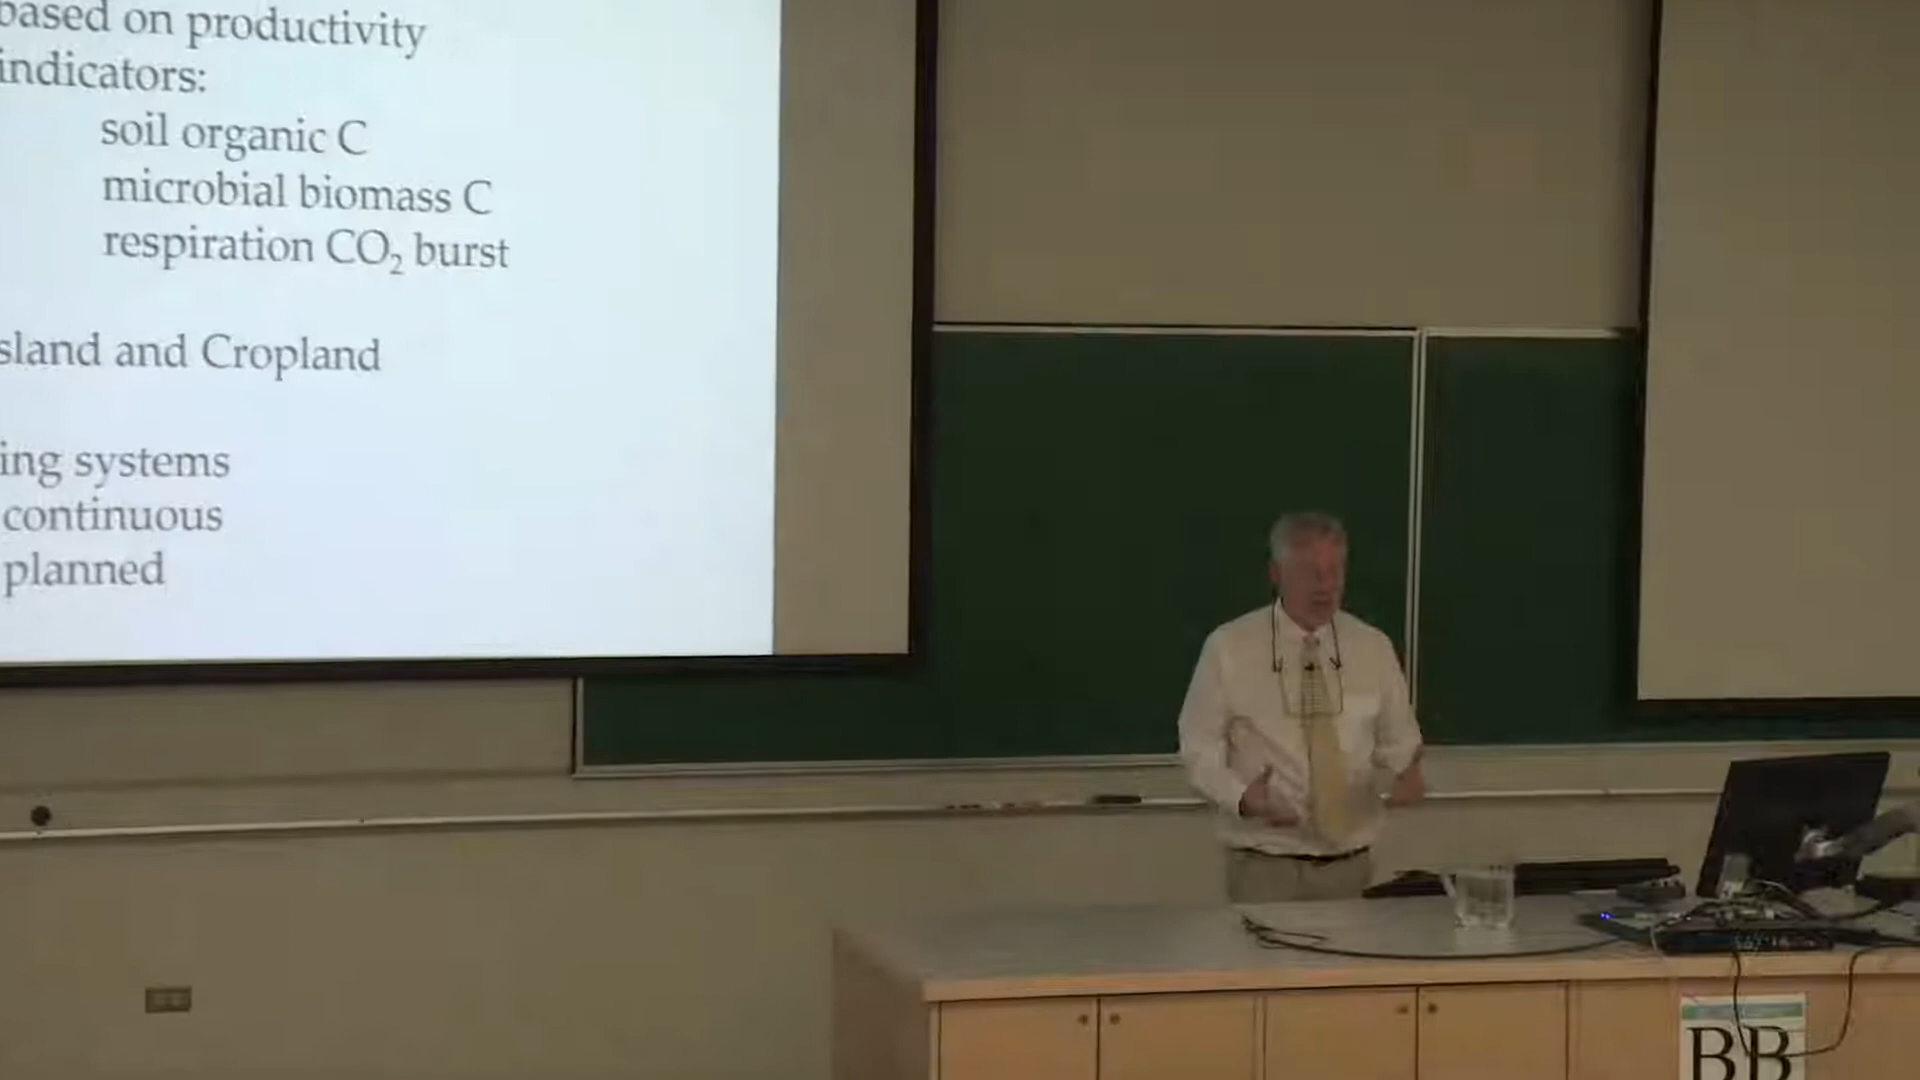 based on productivity
indicators:
soil organic C
microbial biomass C
respiration CO₂ burst
sland and Cropland
ing systems
continuous
planned
BB